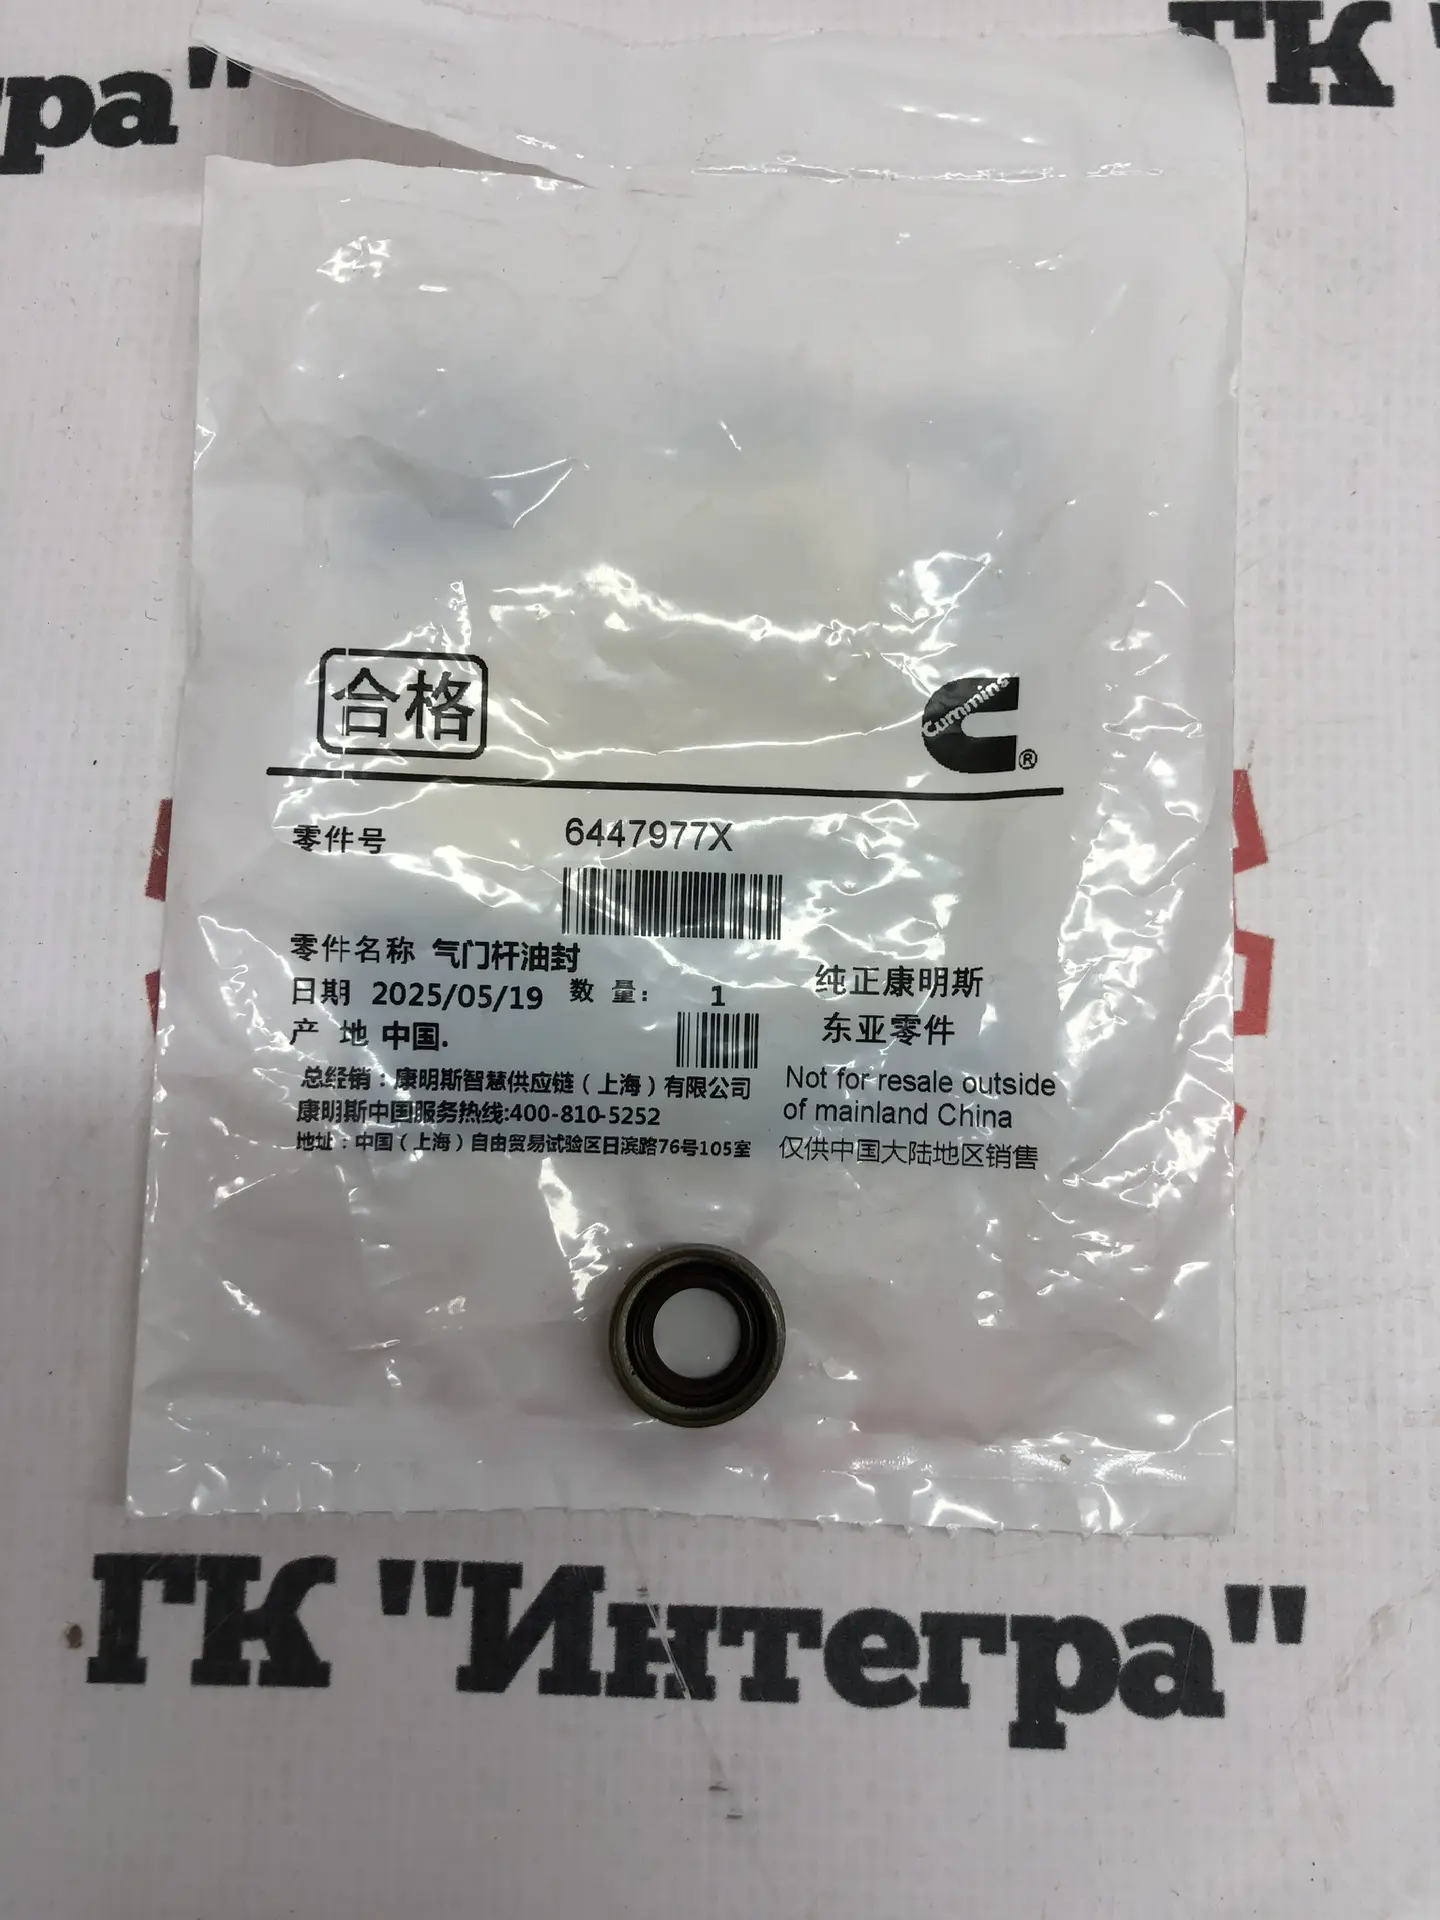 гра"
ГК
合格
Cummins
®
零件号 6447977X
零件名称 气门杆油封
日期 2025/05/19 数 量: 1
产 地 中国.
纯正康明斯
东亚零件
总经销：康明斯智慧供应链（上海）有限公司
康明斯中国服务热线:400-810-5252
地址：中国（上海）自由贸易试验区日滨路76号105室
Not for resale outside
of mainland China
仅供中国大陆地区销售
ГК "Интегра"